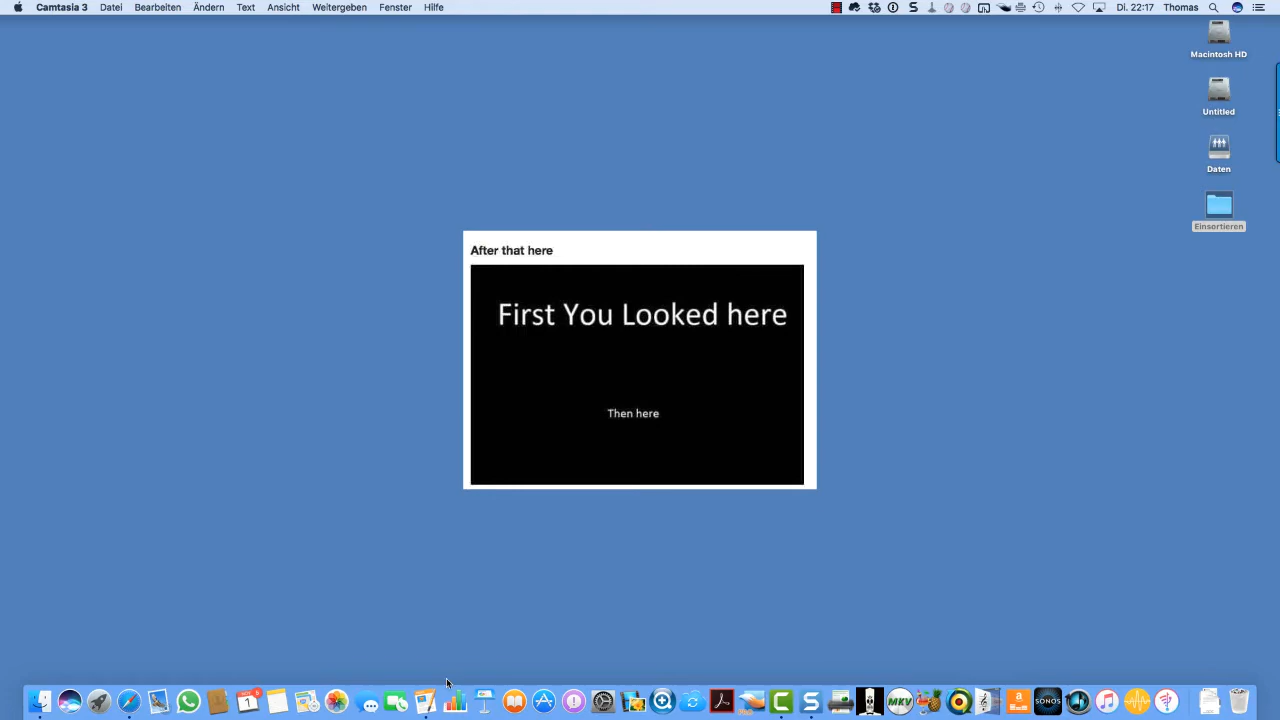 Camtasia 3 Datei Bearbeiten Ändern Text Ansicht Weitergeben Fenster Hilfe Di. 22:17 Thomas
Macintosh HD
Untitled
Daten
Einsortieren
After that here
First You Looked here
Then here
1
MKV
SONOS